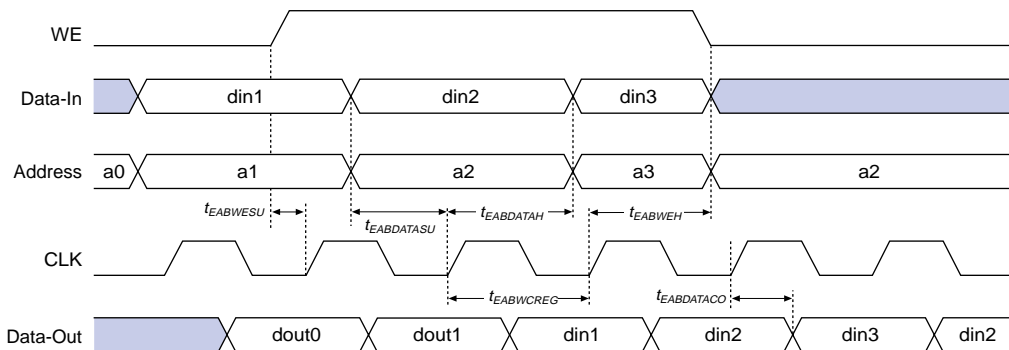 WE
Data-In din1 din2 din3
Address a0 a1 a2 a3 a2
tEABWESU tEABDATASU tEABDATAH tEABWEH
CLK
tEABWCREG tEABDATACO
Data-Out dout0 dout1 din1 din2 din3 din2